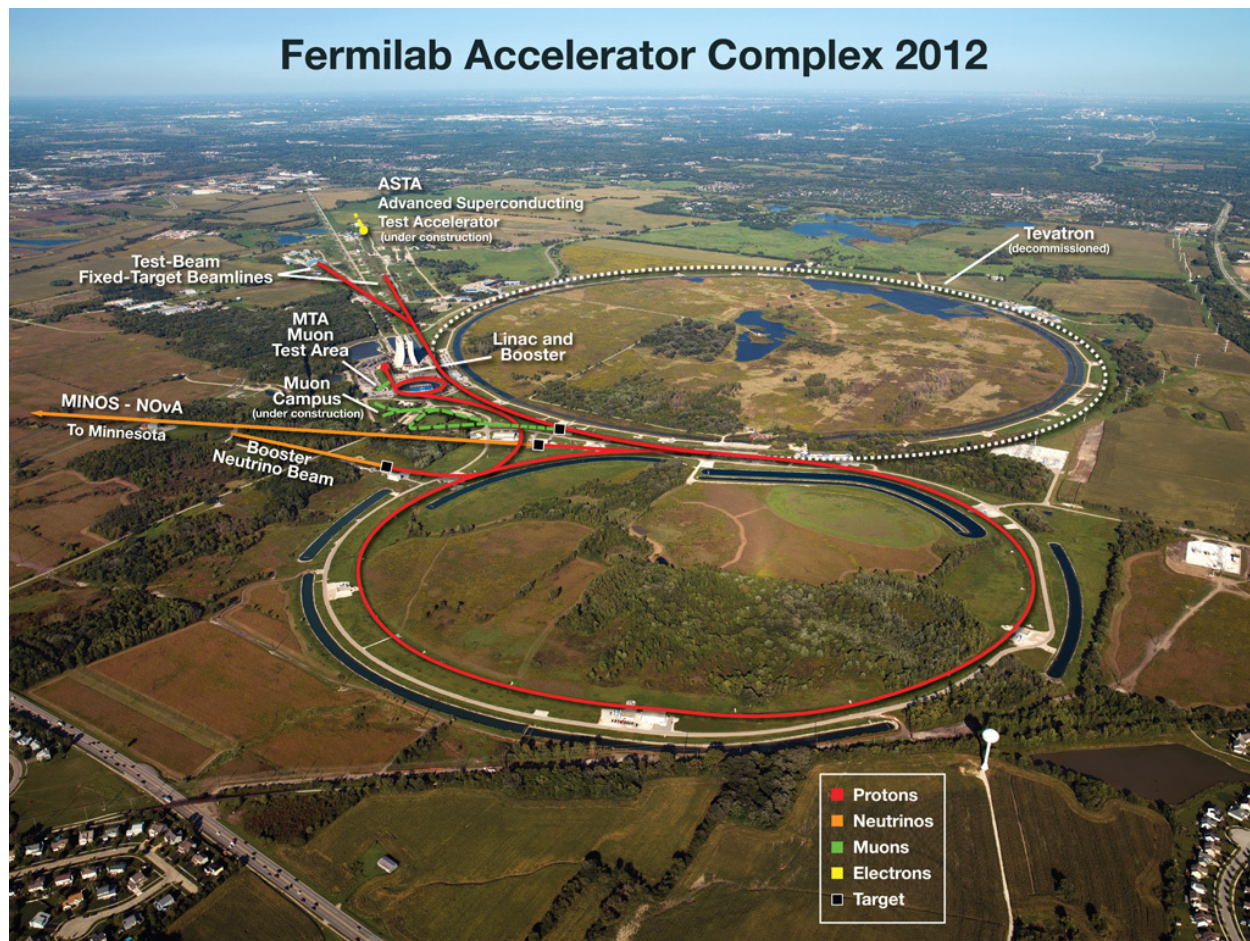 Fermilab Accelerator Complex 2012
ASTA
Advanced Superconducting
Test Accelerator
(under construction)
Tevatron
(decommissioned)
Test-Beam
Fixed-Target Beamlines
MTA
Muon
Test Area
Linac and
Booster
Muon
Campus
(under construction)
MINOS - NOvA
To Minnesota
Booster
Neutrino Beam
Protons
Neutrinos
Muons
Electrons
Target